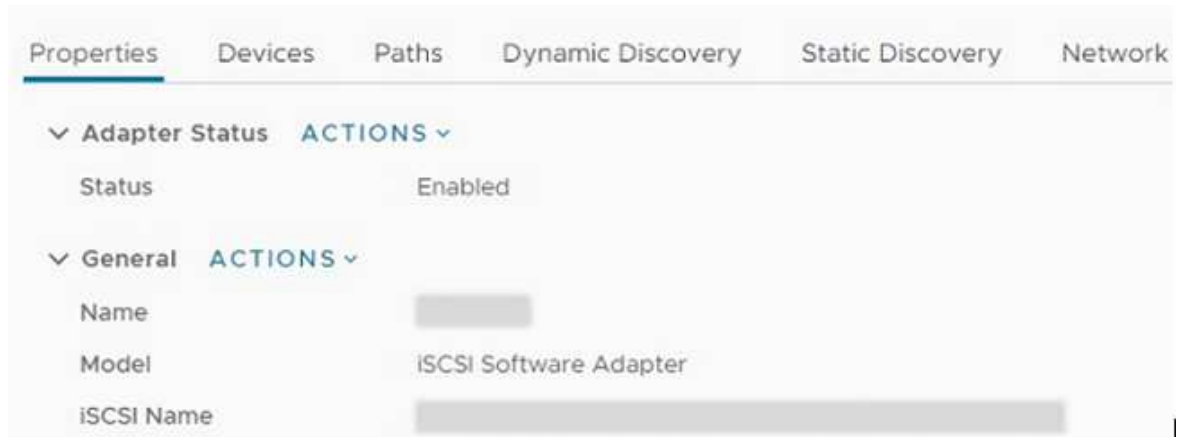 Properties Devices Paths Dynamic Discovery Static Discovery Network
Adapter Status ACTIONS
Status Enabled
General ACTIONS
Name
Model iSCSI Software Adapter
iSCSI Name